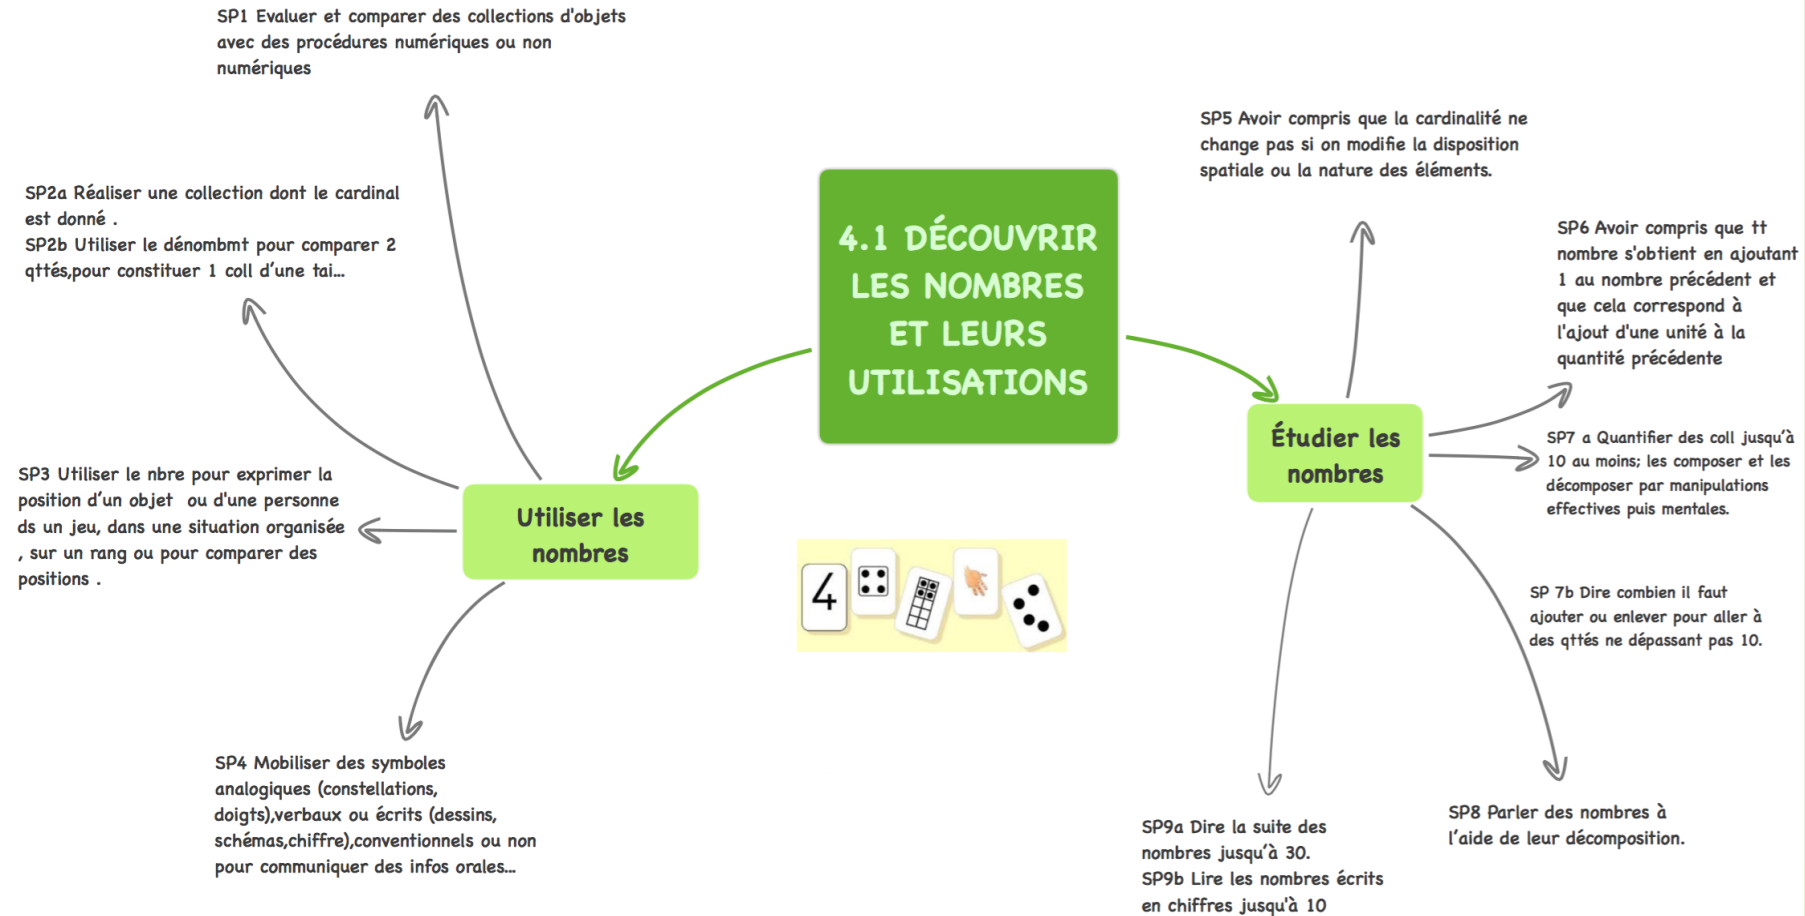 SP1 Evaluer et comparer des collections d'objets
avec des procédures numériques ou non
numériques
SP2a Réaliser une collection dont le cardinal
est donné .
SP2b Utiliser le dénombmt pour comparer 2
qttés,pour constituer 1 coll d’une tai...
SP3 Utiliser le nbre pour exprimer la
position d’un objet ou d'une personne
ds un jeu, dans une situation organisée
, sur un rang ou pour comparer des
positions .
SP4 Mobiliser des symboles
analogiques (constellations,
doigts),verbaux ou écrits (dessins,
schémas,chiffre),conventionnels ou non
pour communiquer des infos orales...
Utiliser les
nombres
4.1 DÉCOUVRIR
LES NOMBRES
ET LEURS
UTILISATIONS
4
Étudier les
nombres
SP5 Avoir compris que la cardinalité ne
change pas si on modifie la disposition
spatiale ou la nature des éléments.
SP6 Avoir compris que tt
nombre s'obtient en ajoutant
1 au nombre précédent et
que cela correspond à
l'ajout d'une unité à la
quantité précédente
SP7 a Quantifier des coll jusqu’à
10 au moins; les composer et les
décomposer par manipulations
effectives puis mentales.
SP 7b Dire combien il faut
ajouter ou enlever pour aller à
des qttés ne dépassant pas 10.
SP8 Parler des nombres à
l’aide de leur décomposition.
SP9a Dire la suite des
nombres jusqu’à 30.
SP9b Lire les nombres écrits
en chiffres jusqu'à 10